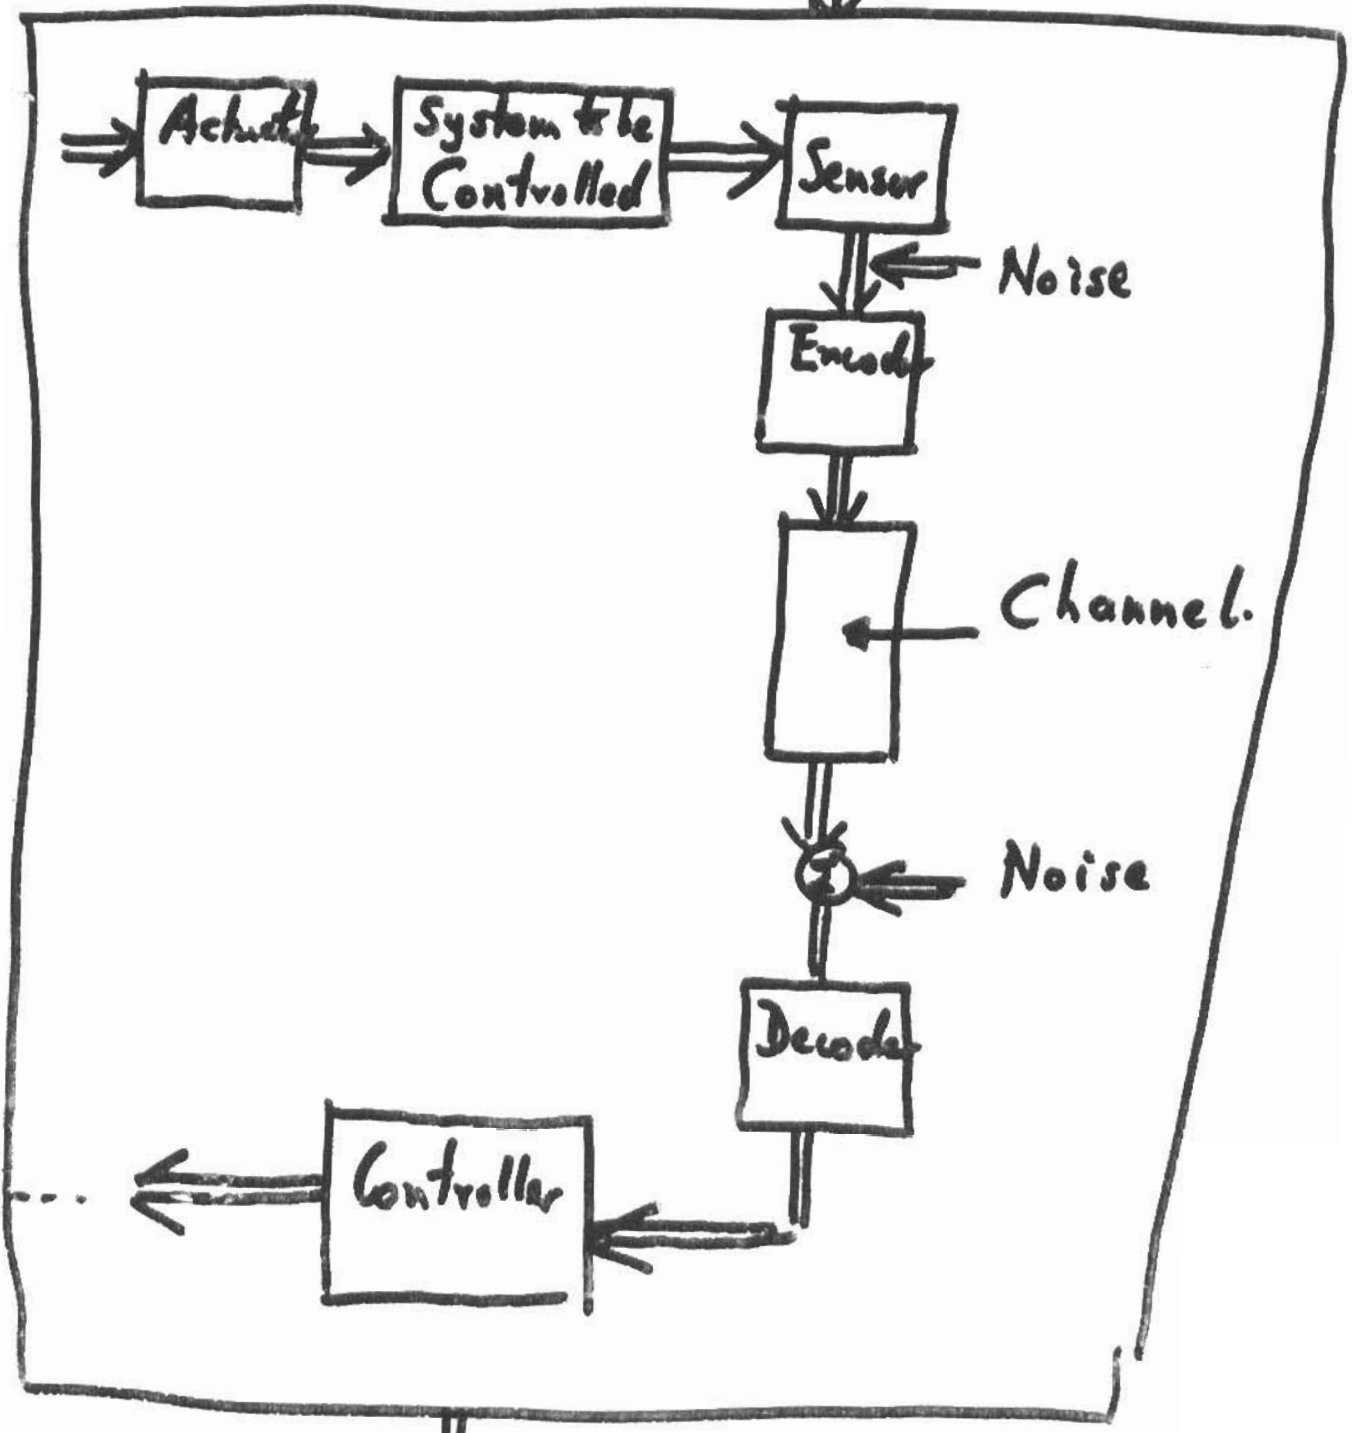 Actuator
System to be
Controlled
Sensor
Noise
Encoder
Channel.
Noise
Σ
Decoder
Controller